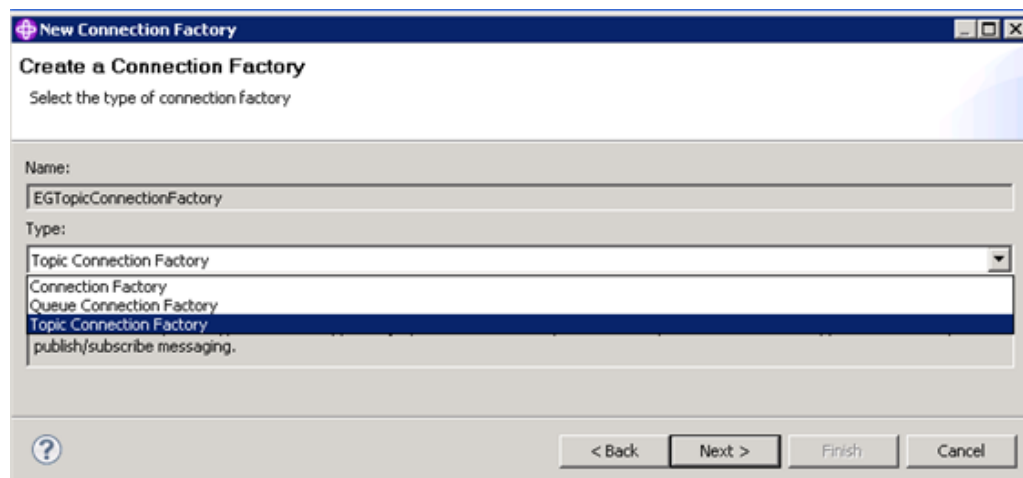 New Connection Factory
Create a Connection Factory
Select the type of connection factory
Name:
EGTopicConnectionFactory
Type:
Topic Connection Factory
Connection Factory
Queue Connection Factory
Topic Connection Factory
publish/subscribe messaging.
?
< Back
Next >
Finish
Cancel